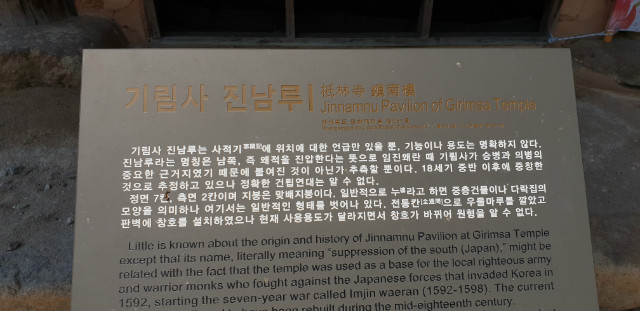 기림사 진남루
祇林寺 鎭南樓
Jinnamnu Pavilion of Girimsa Temple
기림사 진남루는 사적기에 위치에 대한 언급만 있을 뿐, 기능이나 용도는 명확하지 않다.
진남루라는 명칭은 남쪽, 즉 왜적을 진압한다는 뜻으로 임진왜란 때 기림사가 승병과 의병의
중요한 근거지였기 때문에 붙여진 것이 아닌가 추측할 뿐이다. 18세기 중반 이후에 중창한
것으로 추정하고 있으나 정확한 건립연대는 알 수 없다.
정면 7칸, 측면 2칸이며 지붕은 맞배지붕이다. 일반적으로 누라고 하면 중층건물이나 다락집의
모양을 의미하나 여기서는 일반적인 형태를 벗어나 있다. 전통칸으로 우물마루를 깔았고
판벽에 창호를 설치하였으나 현재 사용용도가 달라지면서 창호가 바뀌어 원형을 알 수 없다.
Little is known about the origin and history of Jinnamnu Pavilion at Girimsa Temple
except that its name, literally meaning "suppression of the south (Japan)," might be
related with the fact that the temple was used as a base for the local righteous army
and warrior monks who fought against the Japanese forces that invaded Korea in
1592, starting the seven-year war called Imjin waeran (1592-1598). The current
have been rebuilt during the mid-eighteenth century.